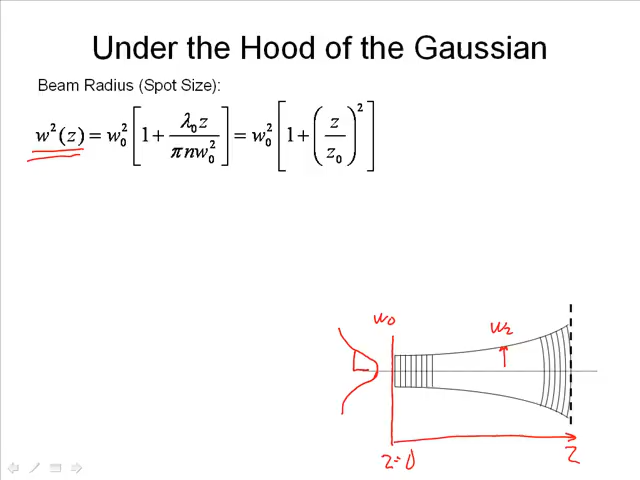 Under the Hood of the Gaussian
Beam Radius (Spot Size):
w²(z) = w₀² [ 1 + λ₀z / πnw₀² ] = w₀² [ 1 + ( z / z₀ )² ]
w₀
w₂
z=0
z